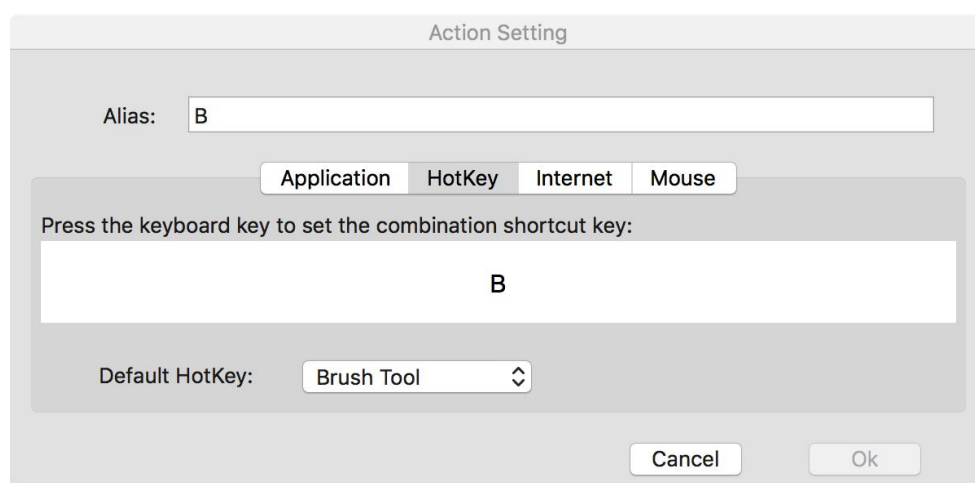 Action Setting
Alias: B
Application HotKey Internet Mouse
Press the keyboard key to set the combination shortcut key:
B
Default HotKey: Brush Tool
Cancel Ok